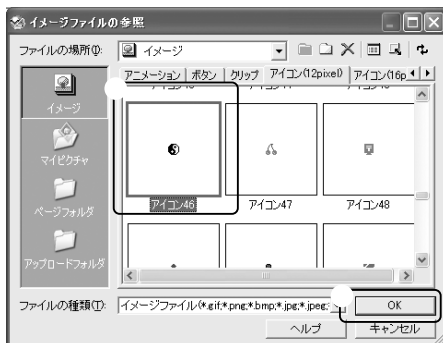 イメージファイルの参照
ファイルの場所(I):
イメージ
アニメーション
ボタン
クリップ
アイコン(12pixel)
アイコン(16p
イメージ
マイピクチャ
ページフォルダ
アップロードフォルダ
アイコン46
アイコン47
アイコン48
ファイルの種類(T):
イメージファイル(*.gif;*.png;*.bmp;*.jpg;*.jpeg;
OK
ヘルプ
キャンセル